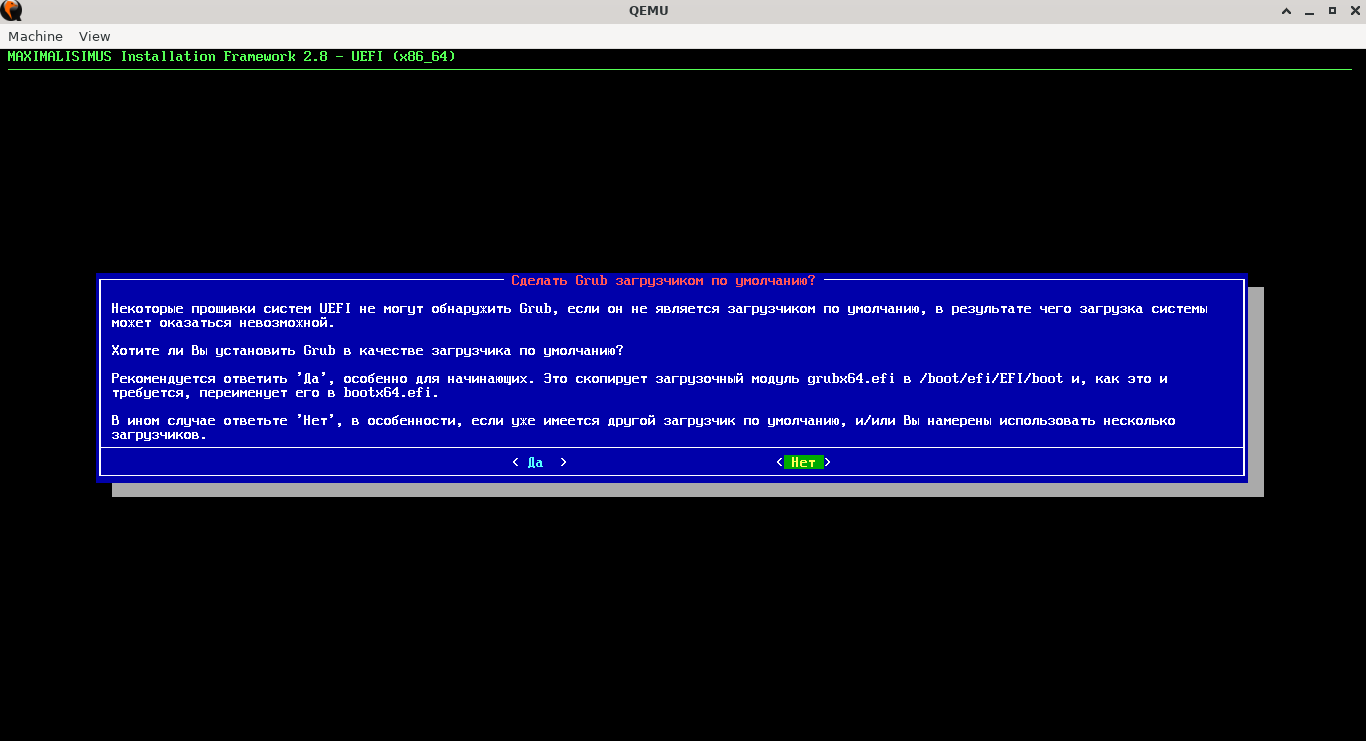 QEMU
Machine View
MAXIMALISIMUS Installation Framework 2.8 - UEFI (x86_64)
Сделать Grub загрузчиком по умолчанию?
Некоторые прошивки систем UEFI не могут обнаружить Grub, если он не является загрузчиком по умолчанию, в результате чего загрузка системы
может оказаться невозможной.
Хотите ли Вы установить Grub в качестве загрузчика по умолчанию?
Рекомендуется ответить 'Да', особенно для начинающих. Это скопирует загрузочный модуль grubx64.efi в /boot/efi/EFI/boot и, как это и
требуется, переименует его в bootx64.efi.
В ином случае ответьте 'Нет', в особенности, если уже имеется другой загрузчик по умолчанию, и/или Вы намерены использовать несколько
загрузчиков.
< Да > < Нет >